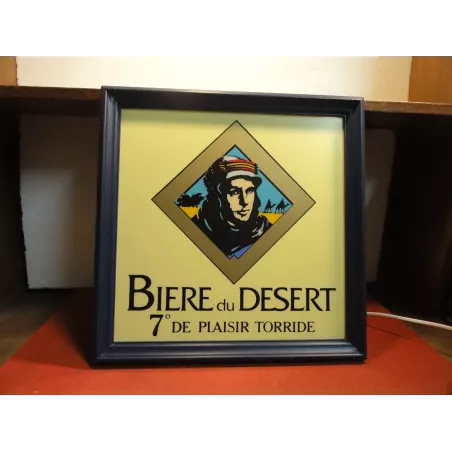 BIERE du DESERT
7° DE PLAISIR TORRIDE